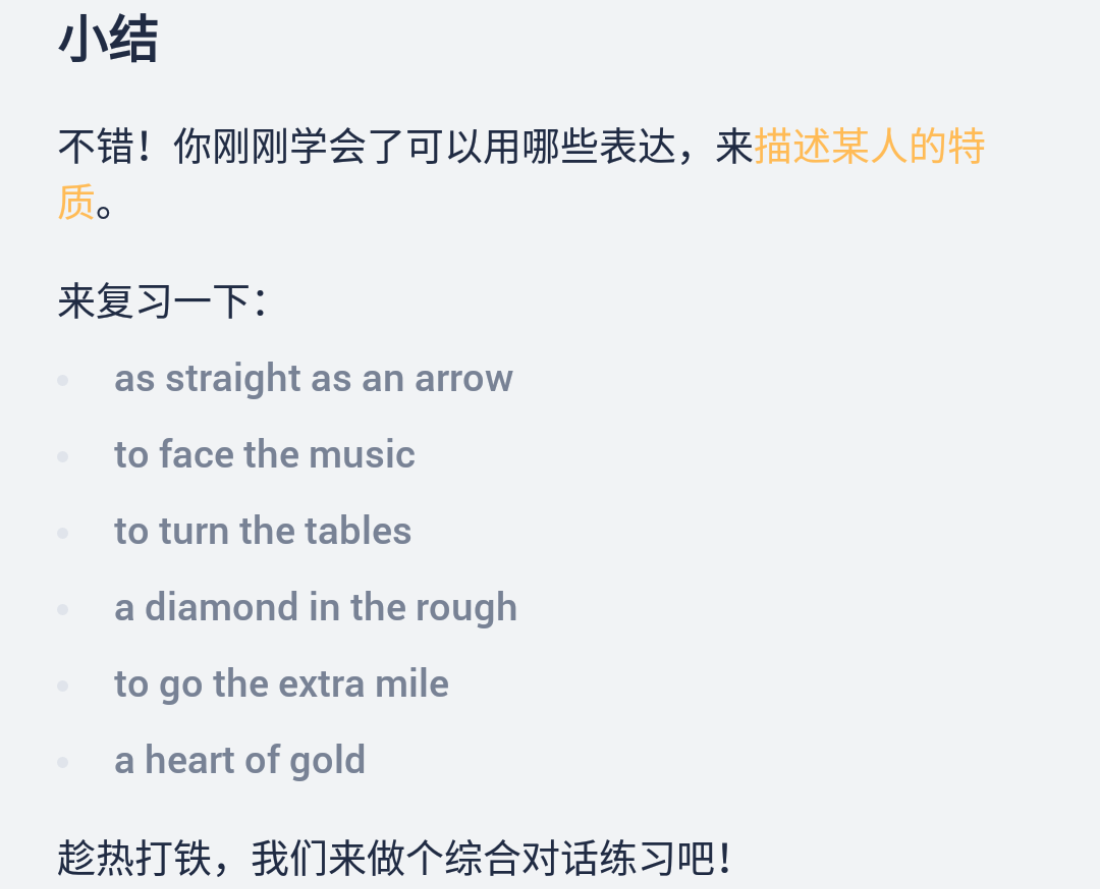 小结
不错！你刚刚学会了可以用哪些表达，来描述某人的特
质。
来复习一下：
as straight as an arrow
to face the music
to turn the tables
a diamond in the rough
to go the extra mile
a heart of gold
趁热打铁，我们来做个综合对话练习吧！